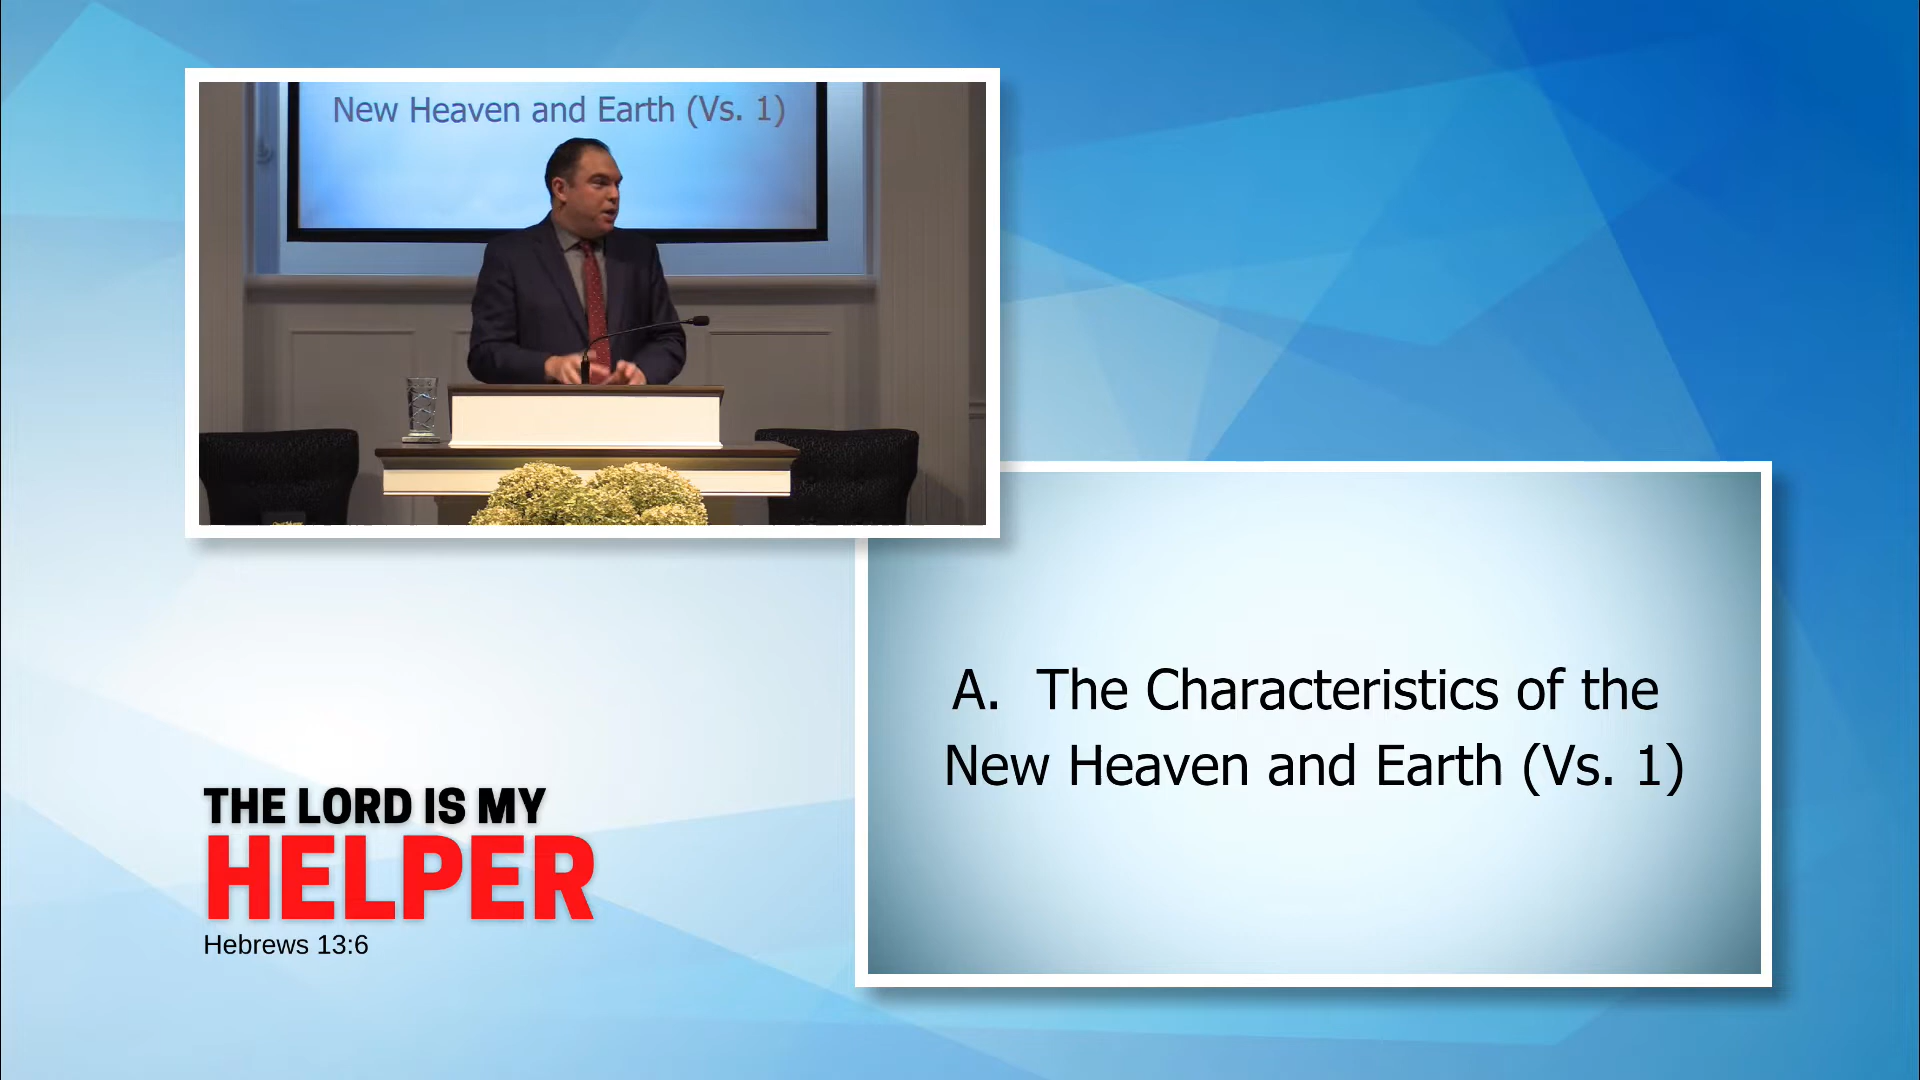 New Heaven and Earth (Vs. 1)
A. The Characteristics of the
New Heaven and Earth (Vs. 1)
THE LORD IS MY
HELPER
Hebrews 13:6